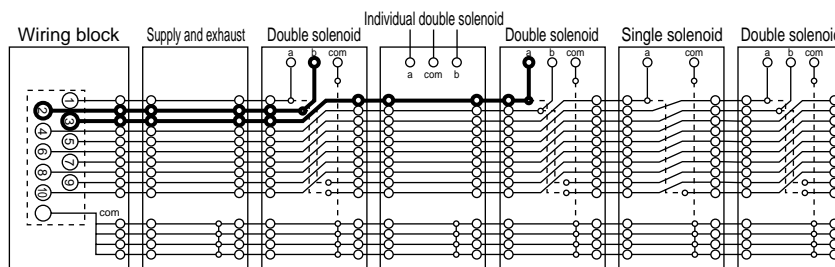 Individual double solenoid
Wiring block Supply and exhaust Double solenoid Double solenoid Single solenoid Double solenoid
a b com a b com a com a b com
a com b
1
2
3
4
5
6
7
8
9
10
com